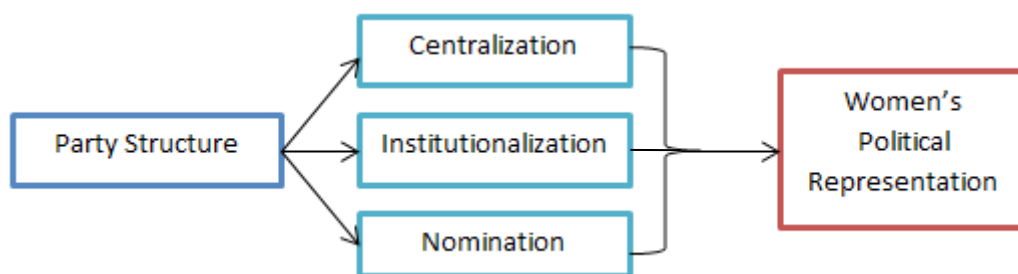 Party Structure
Centralization
Institutionalization
Nomination
Women’s
Political
Representation